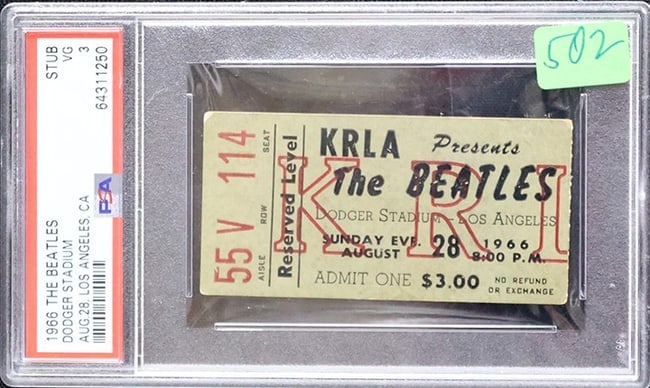 1966 THE BEATLES
DODGER STADIUM
AUG.28, LOS ANGELES, CA
STUB
VG 3
64311250
PSA
502
55 V 114
AISLE ROW SEAT
Reserved Level
KRLA Presents
The BEATLES
DODGER STADIUM - LOS ANGELES
SUNDAY EVE. AUGUST 28 1966 8:00 P.M.
ADMIT ONE $3.00 NO REFUND OR EXCHANGE
K R L